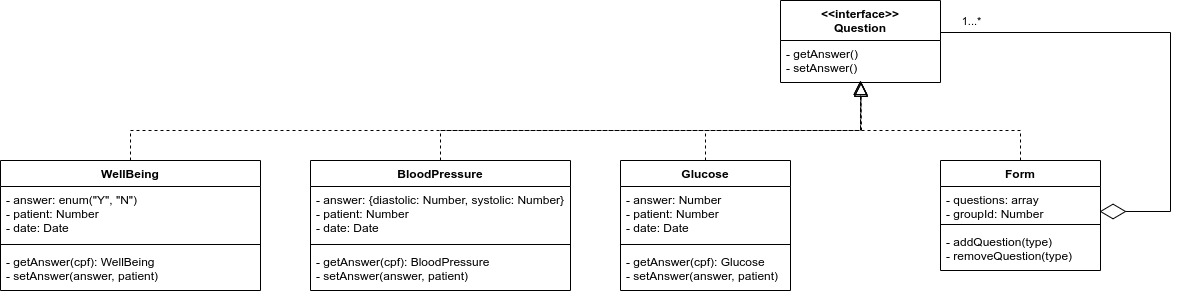 <<interface>>
Question
1...*
- getAnswer()
- setAnswer()
WellBeing
- answer: enum("Y", "N")
- patient: Number
- date: Date
- getAnswer(cpf): WellBeing
- setAnswer(answer, patient)
BloodPressure
- answer: {diastolic: Number, systolic: Number}
- patient: Number
- date: Date
- getAnswer(cpf): BloodPressure
- setAnswer(answer, patient)
Glucose
- answer: Number
- patient: Number
- date: Date
- getAnswer(cpf): Glucose
- setAnswer(answer, patient)
Form
- questions: array
- groupId: Number
- addQuestion(type)
- removeQuestion(type)